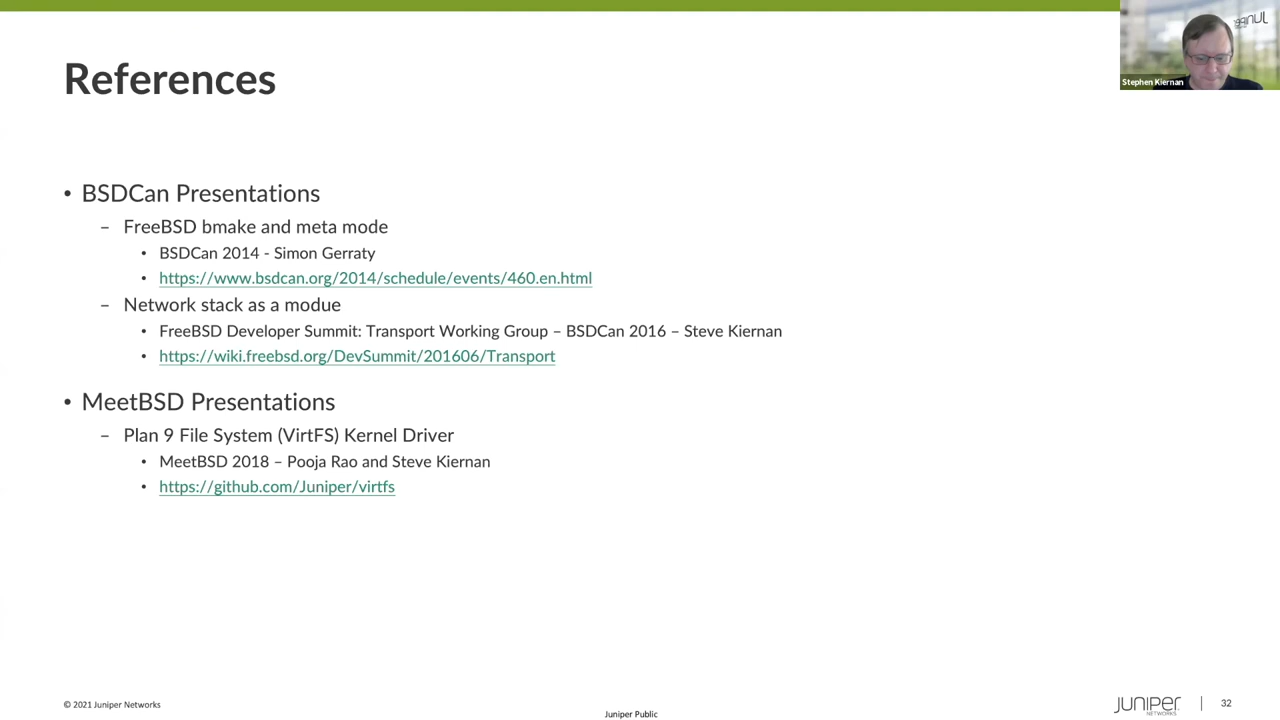 References
Stephen Kiernan
• BSDCan Presentations
– FreeBSD bmake and meta mode
• BSDCan 2014 - Simon Gerraty
• https://www.bsdcan.org/2014/schedule/events/460.en.html
– Network stack as a modue
• FreeBSD Developer Summit: Transport Working Group – BSDCan 2016 – Steve Kiernan
• https://wiki.freebsd.org/DevSummit/201606/Transport
• MeetBSD Presentations
– Plan 9 File System (VirtFS) Kernel Driver
• MeetBSD 2018 – Pooja Rao and Steve Kiernan
• https://github.com/Juniper/virtfs
© 2021 Juniper Networks
Juniper Public
JUNIPER NETWORKS
32